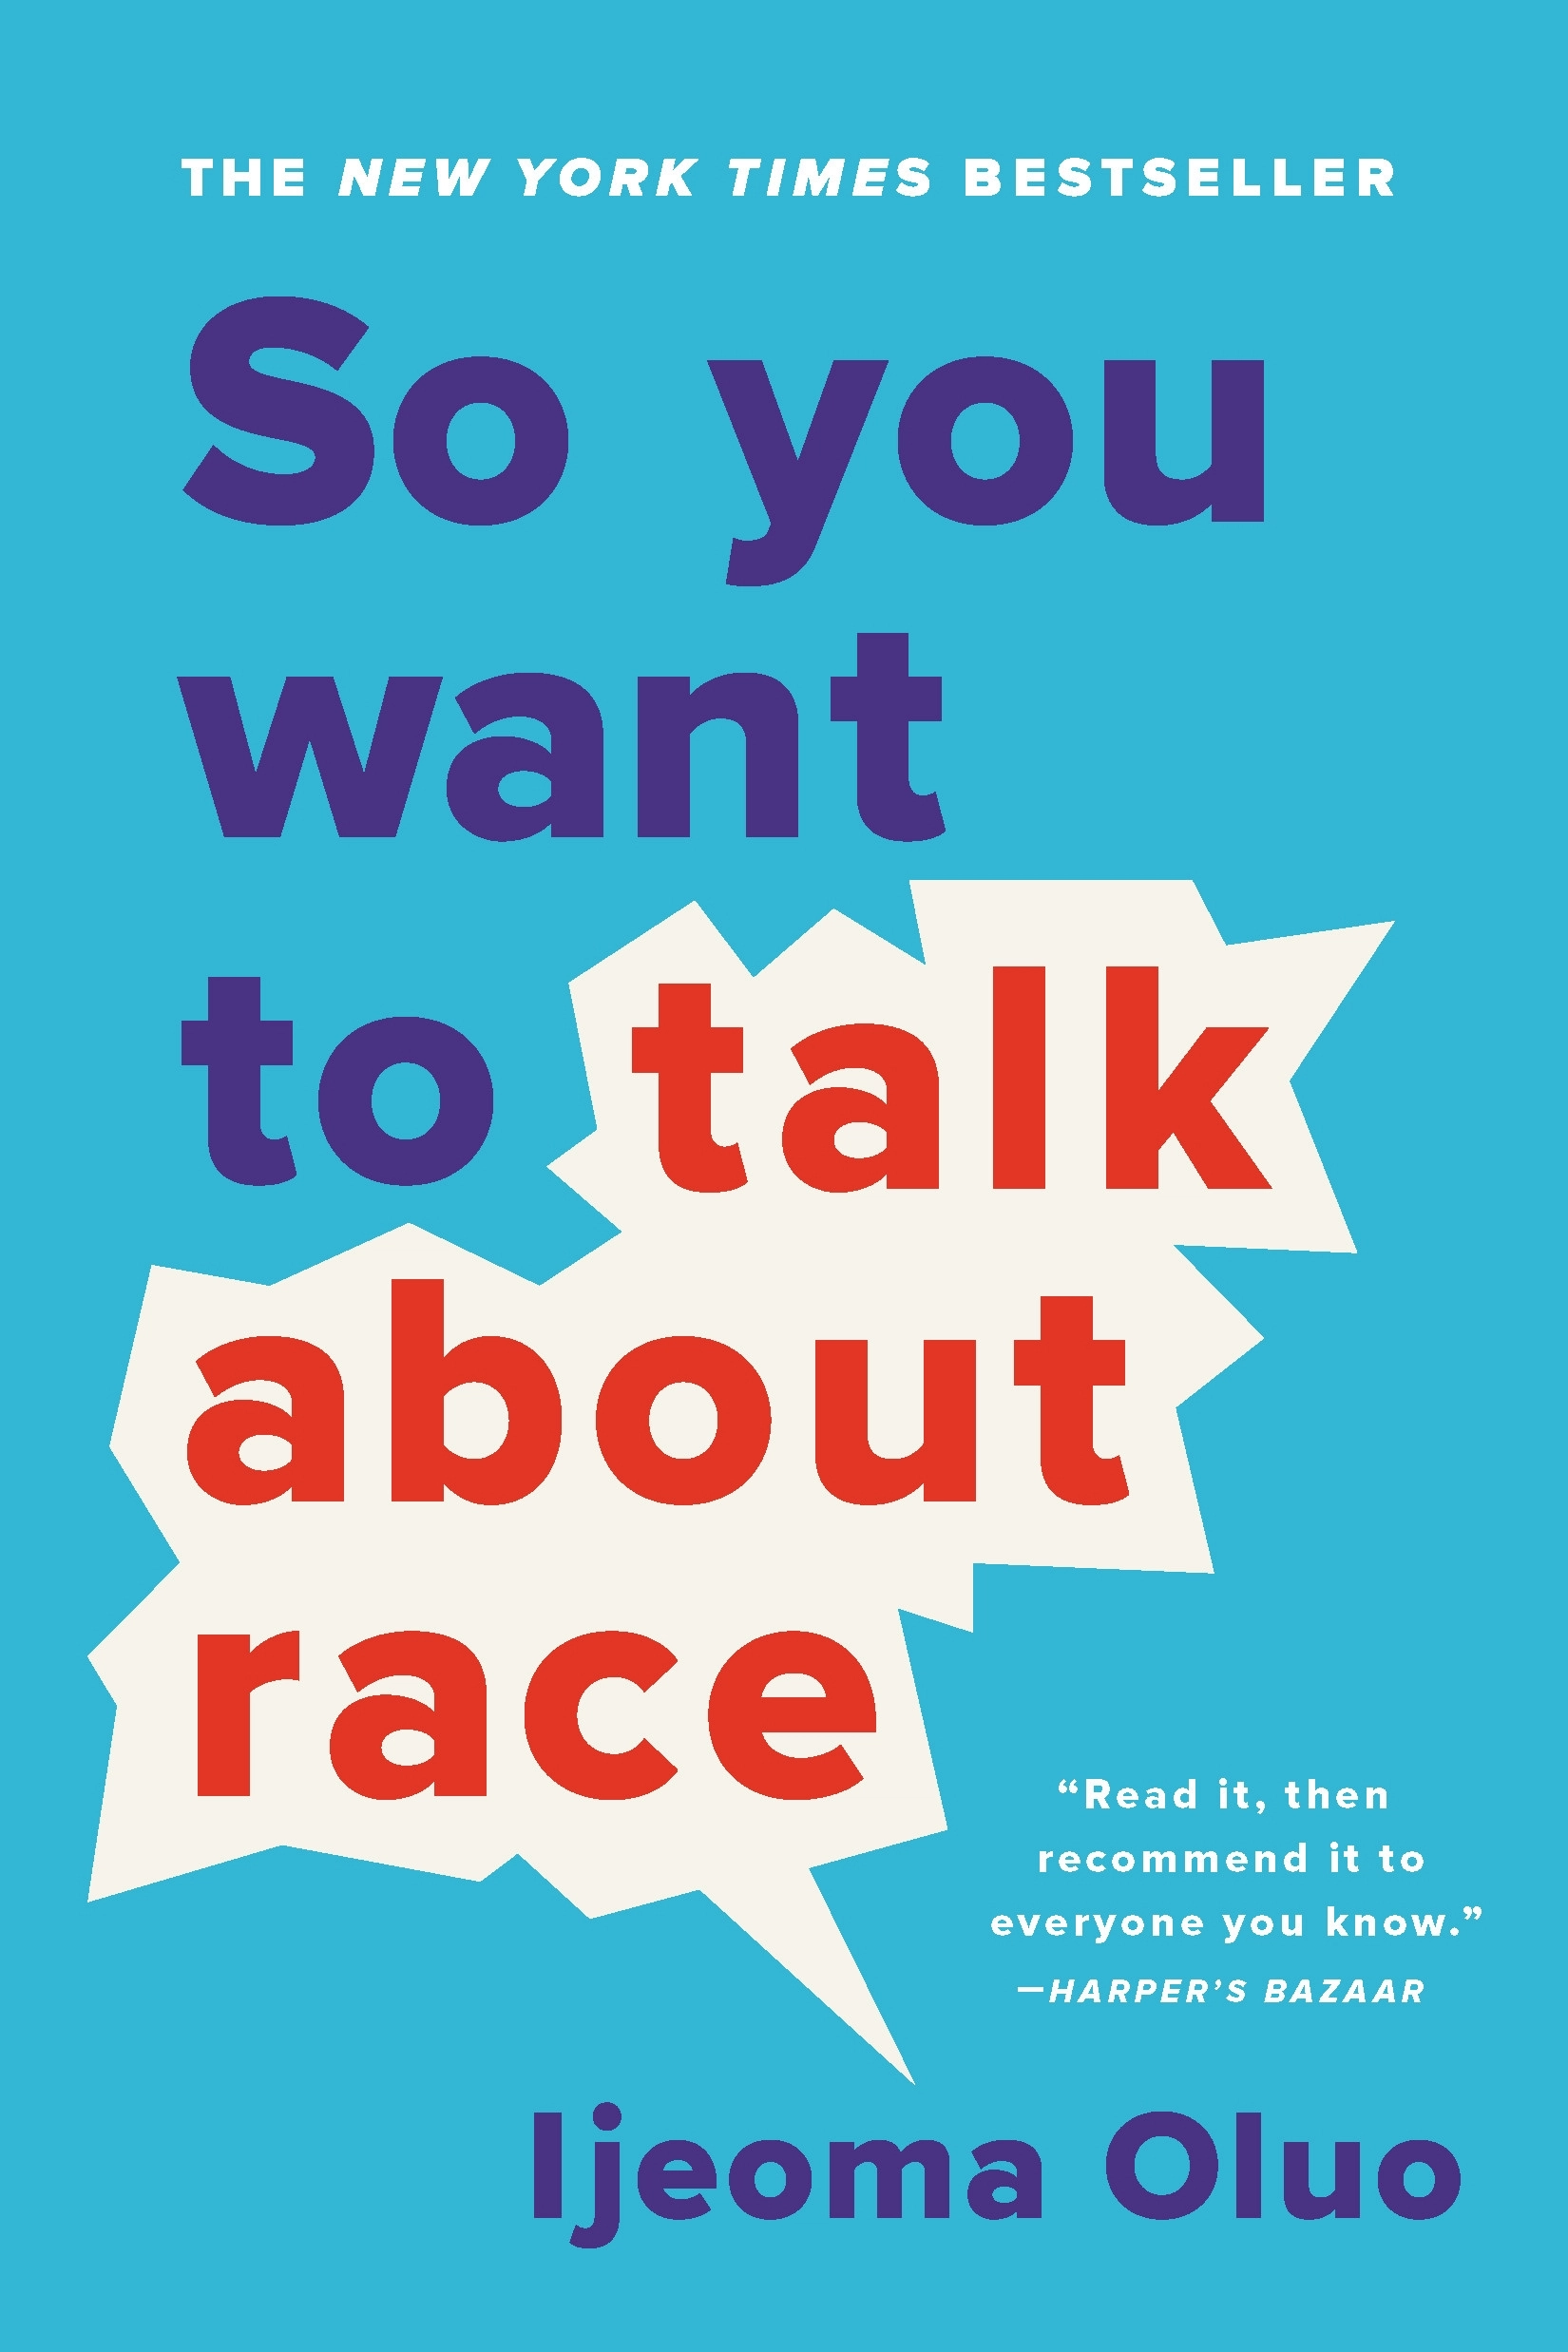 THE NEW YORK TIMES BESTSELLER
So you
want
to talk
about
race
“Read it, then
recommend it to
everyone you know.”
—HARPER’S BAZAAR
Ijeoma Oluo